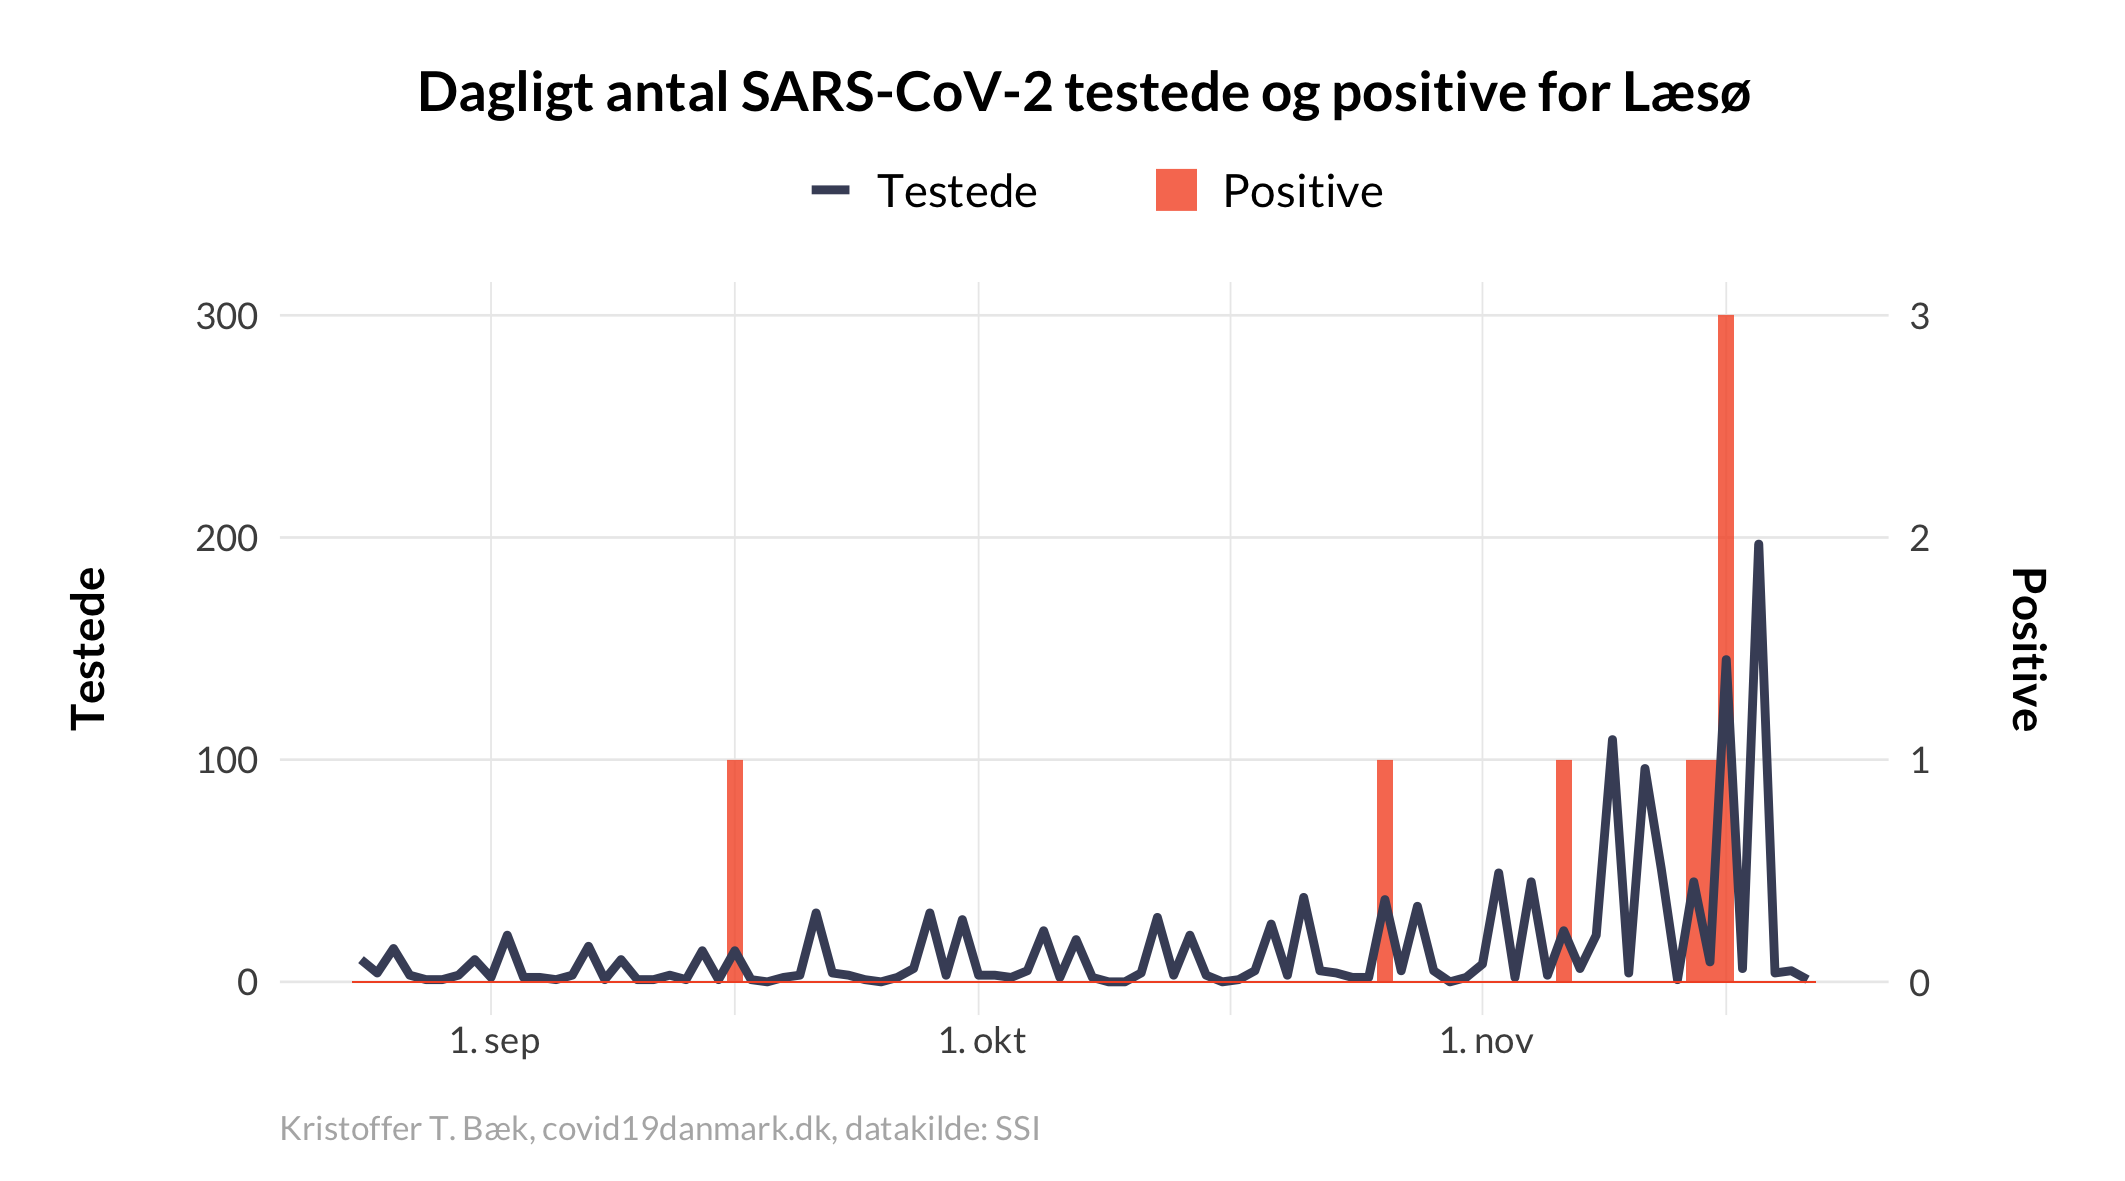 Dagligt antal SARS-CoV-2 testede og positive for Læsø
Testede
Positive
300
200
100
0
3
2
1
0
Testede
Positive
1. sep
1. okt
1. nov
Kristoffer T. Bæk, covid19danmark.dk, datakilde: SSI